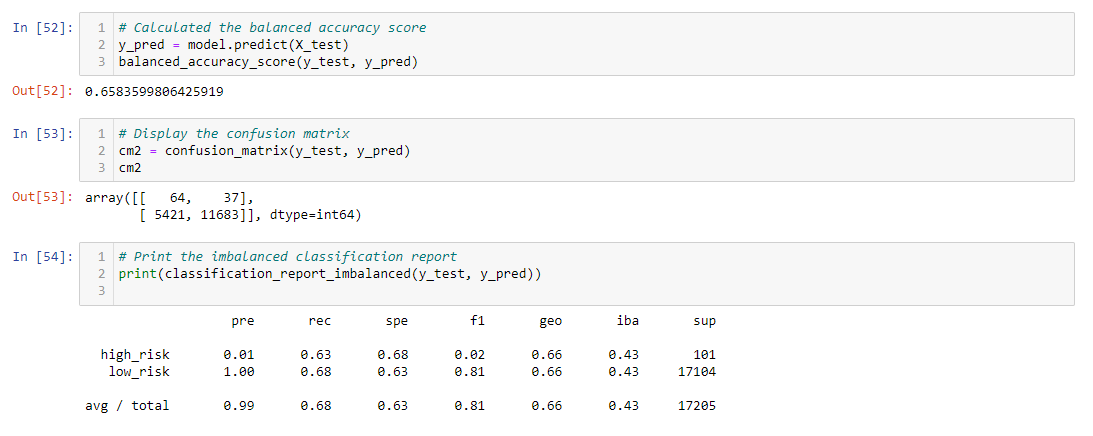 In [52]: 1 # Calculated the balanced accuracy score
2 y_pred = model.predict(X_test)
3 balanced_accuracy_score(y_test, y_pred)
Out[52]: 0.6583599806425919
In [53]: 1 # Display the confusion matrix
2 cm2 = confusion_matrix(y_test, y_pred)
3 cm2
Out[53]: array([[   64,    37],
       [ 5421, 11683]], dtype=int64)
In [54]: 1 # Print the imbalanced classification report
2 print(classification_report_imbalanced(y_test, y_pred))
3
pre rec spe f1 geo iba sup
high_risk 0.01 0.63 0.68 0.02 0.66 0.43 101
low_risk 1.00 0.68 0.63 0.81 0.66 0.43 17104
avg / total 0.99 0.68 0.63 0.81 0.66 0.43 17205